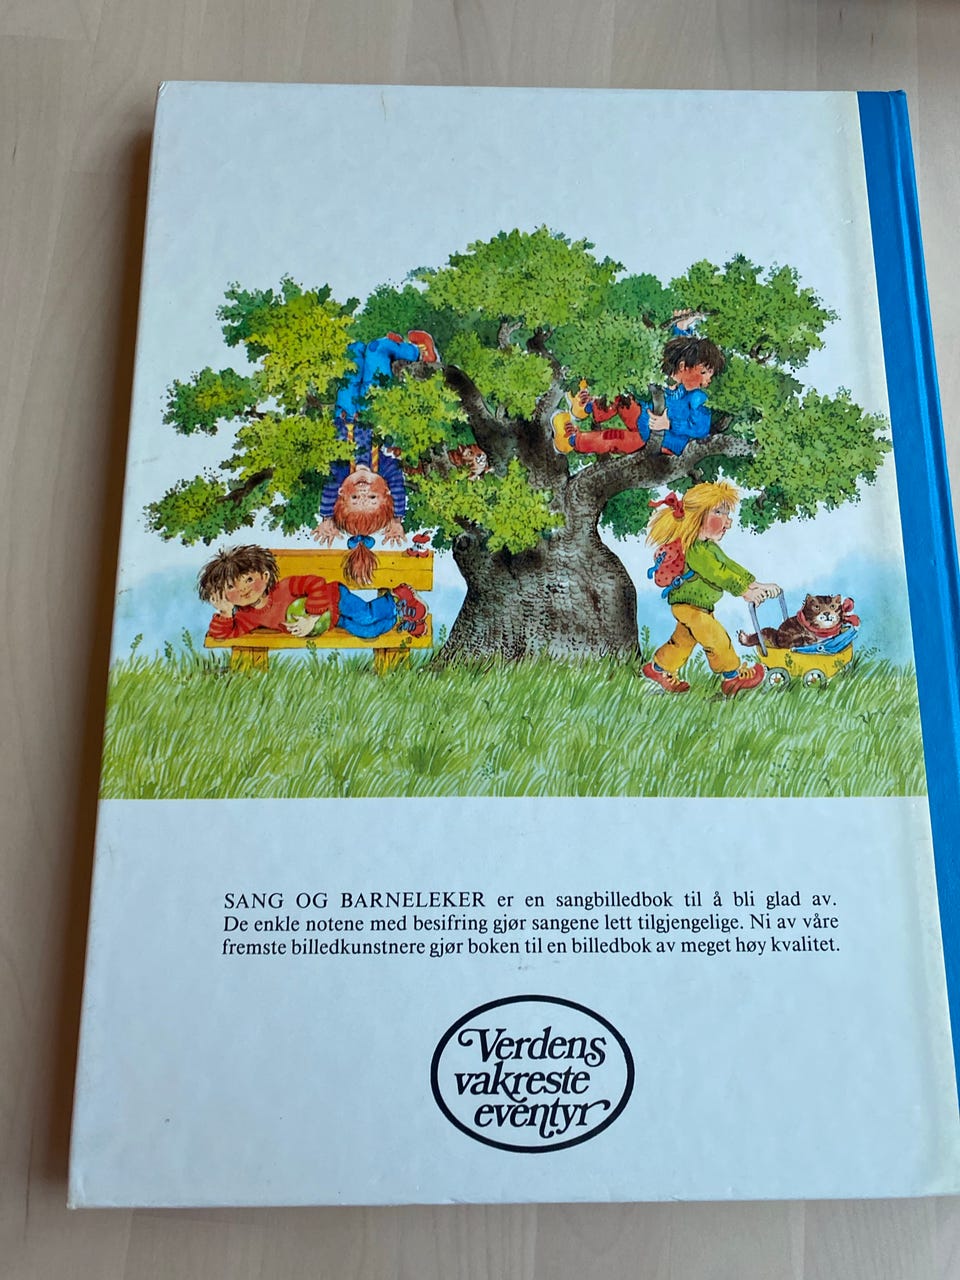 SANG OG BARNELEKER er en sangbilledbok til å bli glad av.
De enkle notene med besifring gjør sangene lett tilgjengelige. Ni av våre
fremste billedkunstnere gjør boken til en billedbok av meget høy kvalitet.
Verdens
vakreste
eventyr